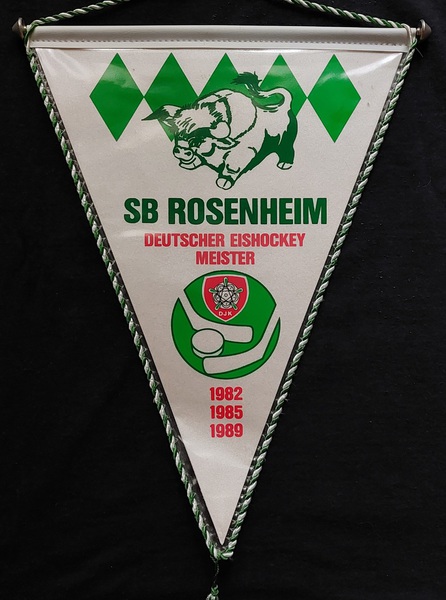 SB ROSENHEIM
DEUTSCHER EISHOCKEY
MEISTER
DJK
1982
1985
1989